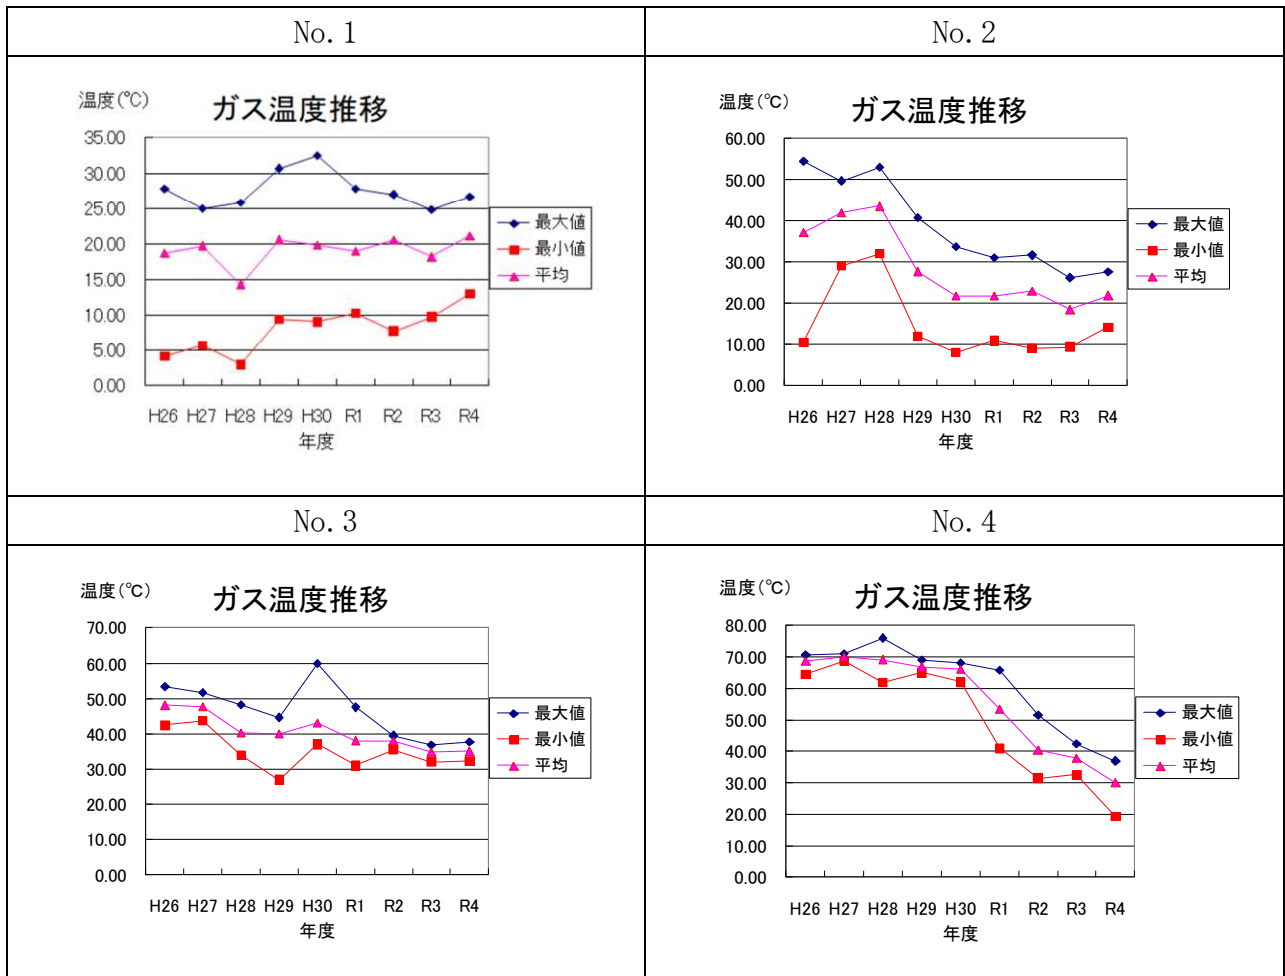 No.1
温度(℃)
ガス温度推移
35.00
30.00
25.00
20.00
15.00
10.00
5.00
0.00
H26 H27 H28 H29 H30 R1 R2 R3 R4
年度
最大値
最小値
平均
No.2
温度(℃)
ガス温度推移
60.00
50.00
40.00
30.00
20.00
10.00
0.00
H26 H27 H28 H29 H30 R1 R2 R3 R4
年度
最大値
最小値
平均
No.3
温度(℃)
ガス温度推移
70.00
60.00
50.00
40.00
30.00
20.00
10.00
0.00
H26 H27 H28 H29 H30 R1 R2 R3 R4
年度
最大値
最小値
平均
No.4
温度(℃)
ガス温度推移
80.00
70.00
60.00
50.00
40.00
30.00
20.00
10.00
0.00
H26 H27 H28 H29 H30 R1 R2 R3 R4
年度
最大値
最小値
平均